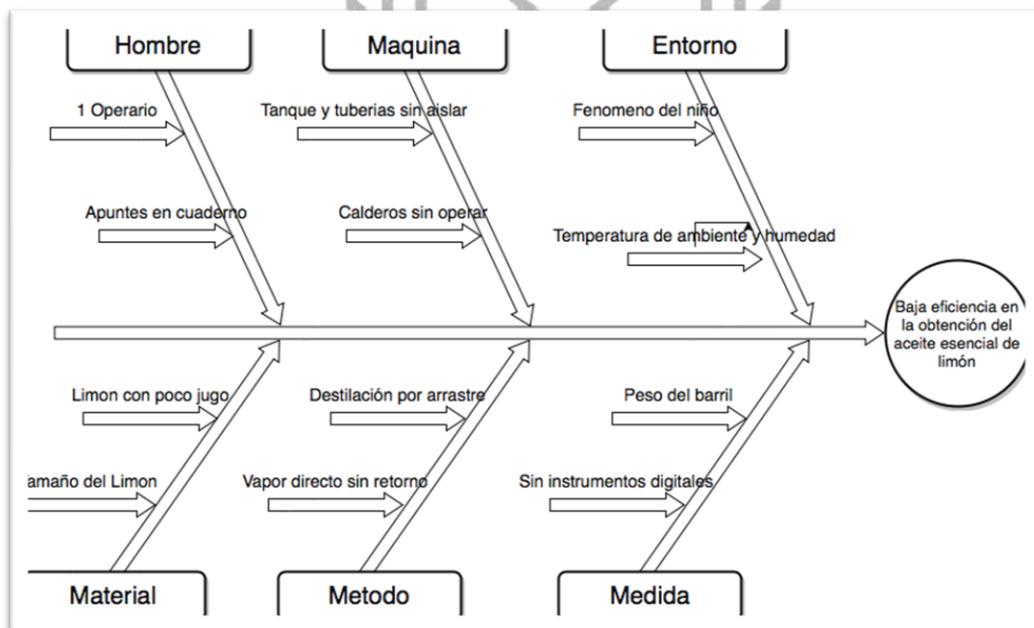 Hombre
Maquina
Entorno
1 Operario
Tanque y tuberias sin aislar
Fenomeno del niño
Apuntes en cuaderno
Calderos sin operar
Temperatura de ambiente y humedad
Baja eficiencia en
la obtención del
aceite esencial de
limón
Limon con poco jugo
Destilación por arrastre
Peso del barril
amaño del Limon
Vapor directo sin retorno
Sin instrumentos digitales
Material
Metodo
Medida